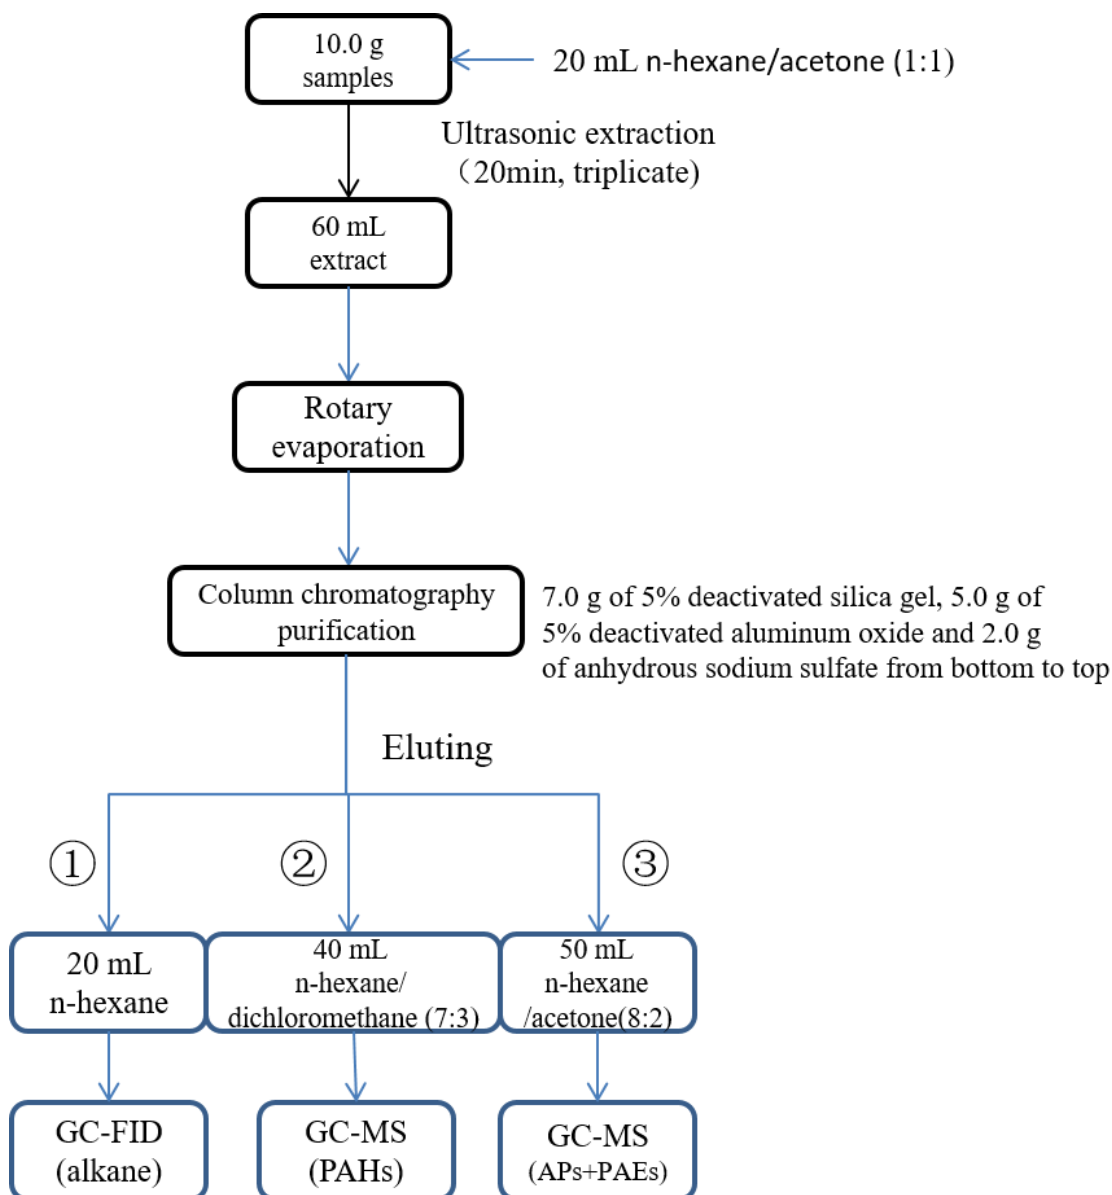 10.0 g
samples
20 mL n-hexane/acetone (1:1)
Ultrasonic extraction
（20min, triplicate)
60 mL
extract
Rotary
evaporation
Column chromatography
purification
7.0 g of 5% deactivated silica gel, 5.0 g of
5% deactivated aluminum oxide and 2.0 g
of anhydrous sodium sulfate from bottom to top
Eluting
①
②
③
20 mL
n-hexane
40 mL
n-hexane/
dichloromethane (7:3)
50 mL
n-hexane
/acetone(8:2)
GC-FID
(alkane)
GC-MS
(PAHs)
GC-MS
(APs+PAEs)